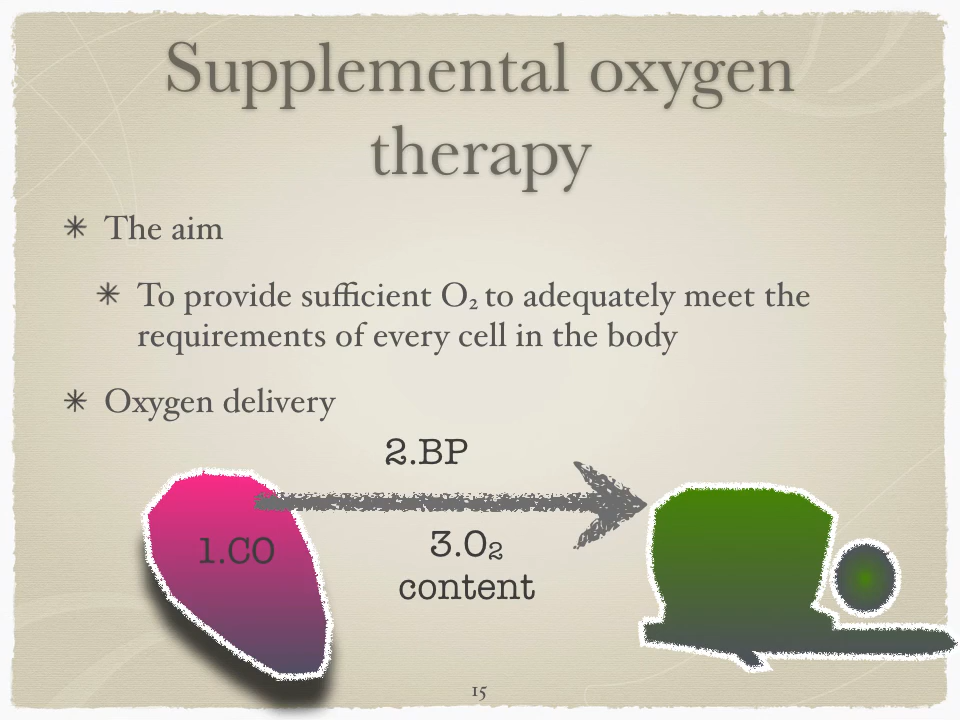 Supplemental oxygen
therapy
The aim
To provide sufficient O₂ to adequately meet the
requirements of every cell in the body
Oxygen delivery
2.BP
1.CO
3.O₂
content
15